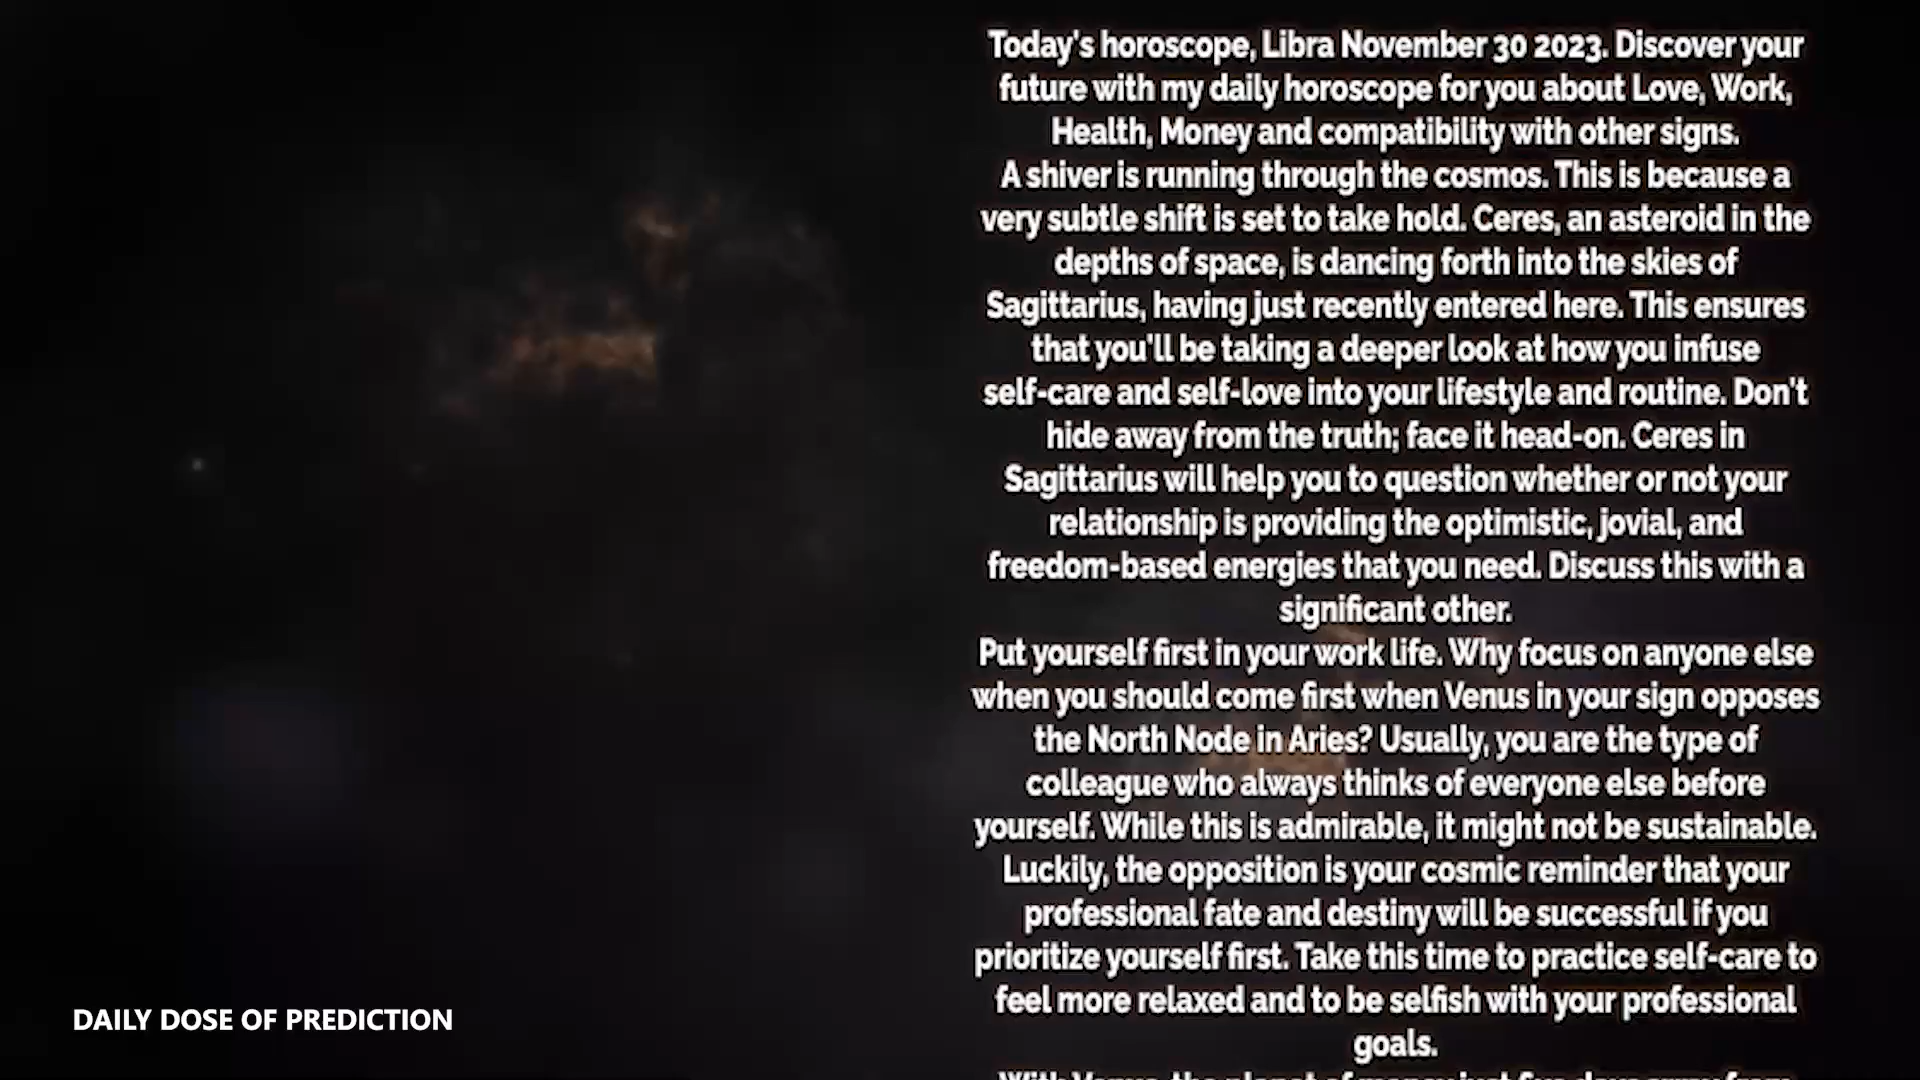 Today's horoscope, Libra November 30 2023. Discover your
future with my daily horoscope for you about Love, Work,
Health, Money and compatibility with other signs.
A shiver is running through the cosmos. This is because a
very subtle shift is set to take hold. Ceres, an asteroid in the
depths of space, is dancing forth into the skies of
Sagittarius, having just recently entered here. This ensures
that you'll be taking a deeper look at how you infuse
self-care and self-love into your lifestyle and routine. Don't
hide away from the truth; face it head-on. Ceres in
Sagittarius will help you to question whether or not your
relationship is providing the optimistic, jovial, and
freedom-based energies that you need. Discuss this with a
significant other.
Put yourself first in your work life. Why focus on anyone else
when you should come first when Venus in your sign opposes
the North Node in Aries? Usually, you are the type of
colleague who always thinks of everyone else before
yourself. While this is admirable, it might not be sustainable.
Luckily, the opposition is your cosmic reminder that your
professional fate and destiny will be successful if you
prioritize yourself first. Take this time to practice self-care to
feel more relaxed and to be selfish with your professional
goals.
DAILY DOSE OF PREDICTION